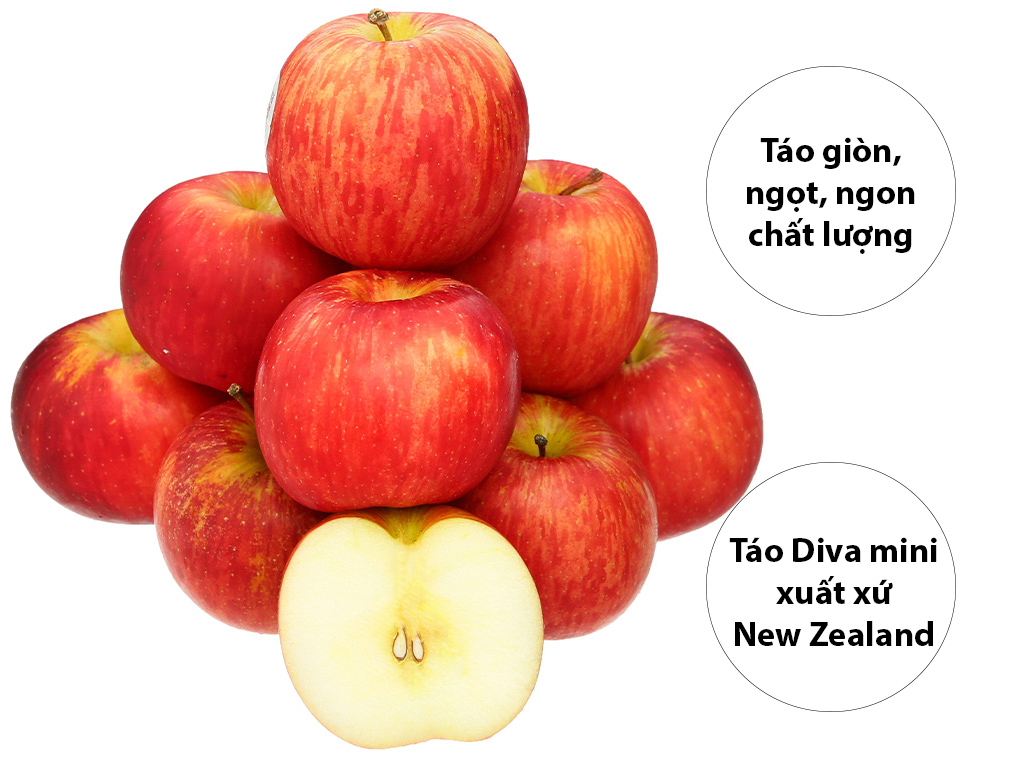 Táo giòn,
ngọt, ngon
chất lượng
Táo Diva mini
xuất xứ
New Zealand